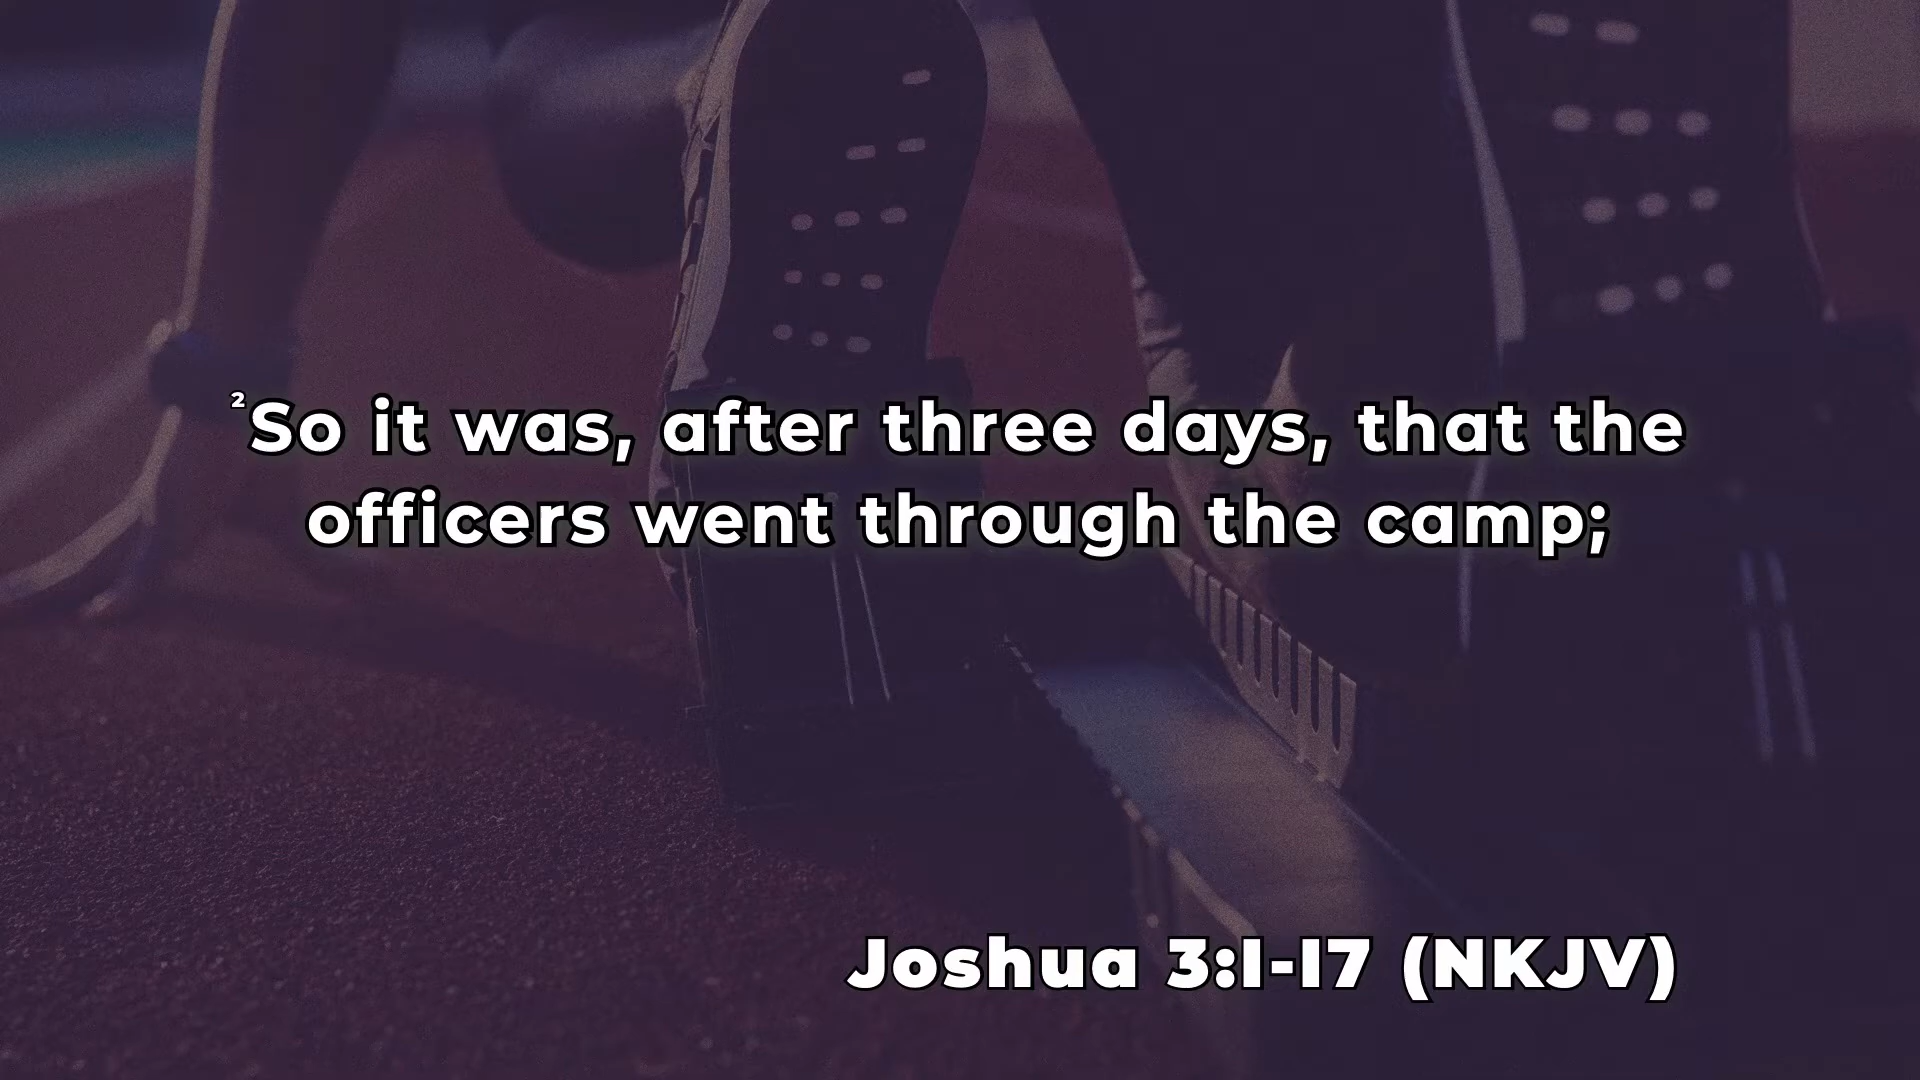 ²So it was, after three days, that the
officers went through the camp;
Joshua 3:1-17 (NKJV)